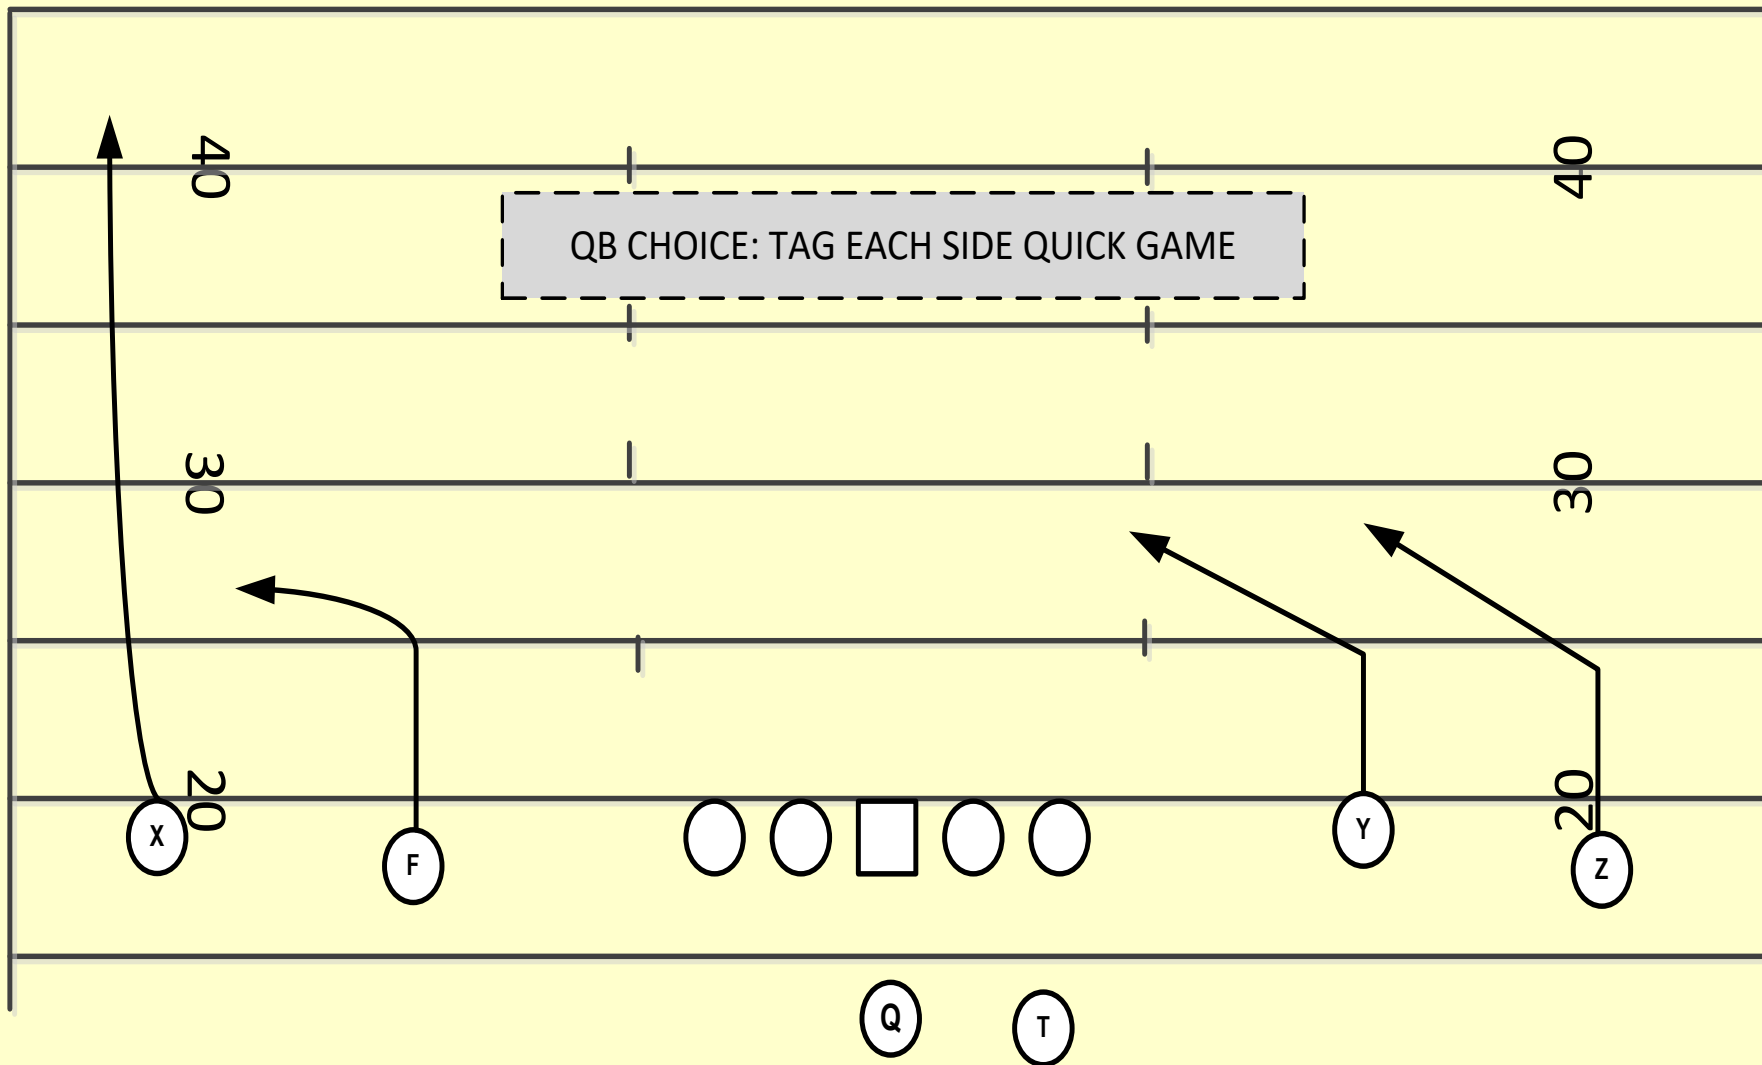 40 40
QB CHOICE: TAG EACH SIDE QUICK GAME
30 30
20 20
X F Y Z
Q T